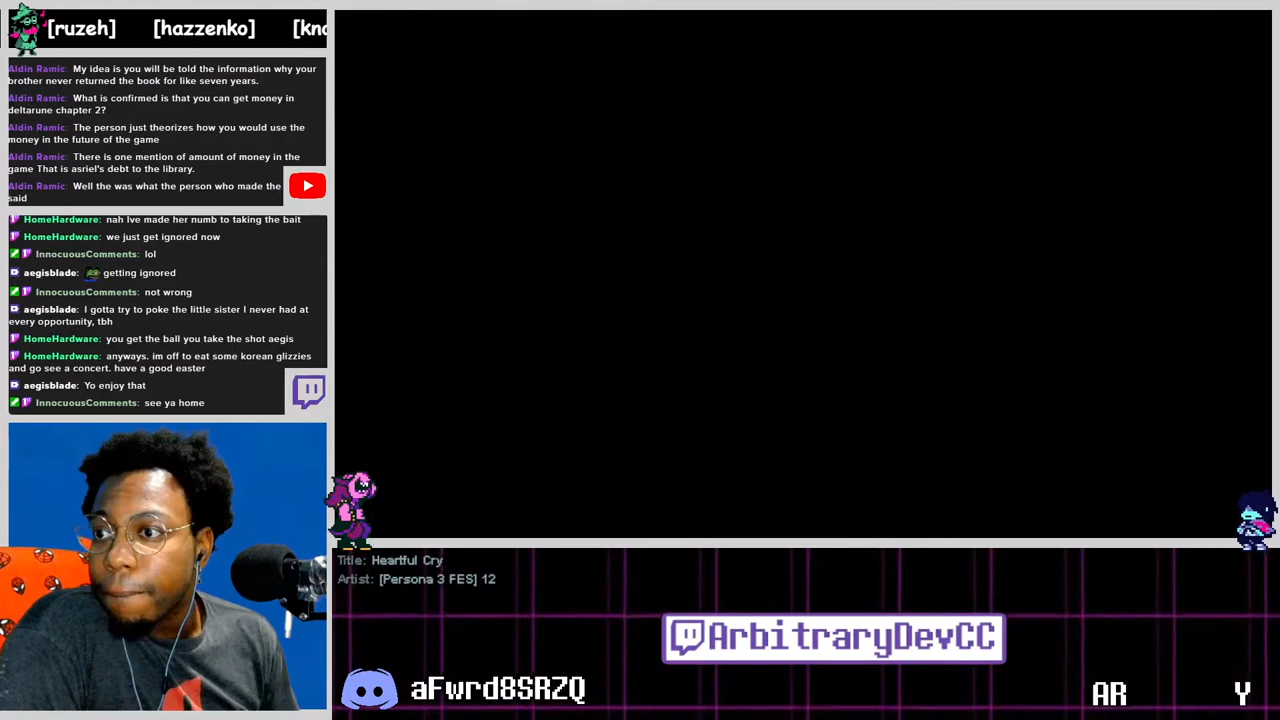 [ruzeh] [hazzenko] [kno
Aldin Ramic: My idea is you will be told the information why your
brother never returned the book for like seven years.
Aldin Ramic: What is confirmed is that you can get money in
deltarune chapter 2?
Aldin Ramic: The person just theorizes how you would use the
money in the future of the game
Aldin Ramic: There is one mention of amount of money in the
game That is asriel's debt to the library.
Aldin Ramic: Well the was what the person who made the
said
HomeHardware: nah Ive made her numb to taking the bait
HomeHardware: we just get ignored now
InnocuousComments: lol
aegisblade: getting ignored
InnocuousComments: not wrong
aegisblade: I gotta try to poke the little sister I never had at
every opportunity, tbh
HomeHardware: you get the ball you take the shot aegis
HomeHardware: anyways. im off to eat some korean glizzies
and go see a concert. have a good easter
aegisblade: Yo enjoy that
InnocuousComments: see ya home
Title: Heartful Cry
Artist: [Persona 3 FES] 12
ArbitraryDevCC
aFwrd8SRZQ
AR Y